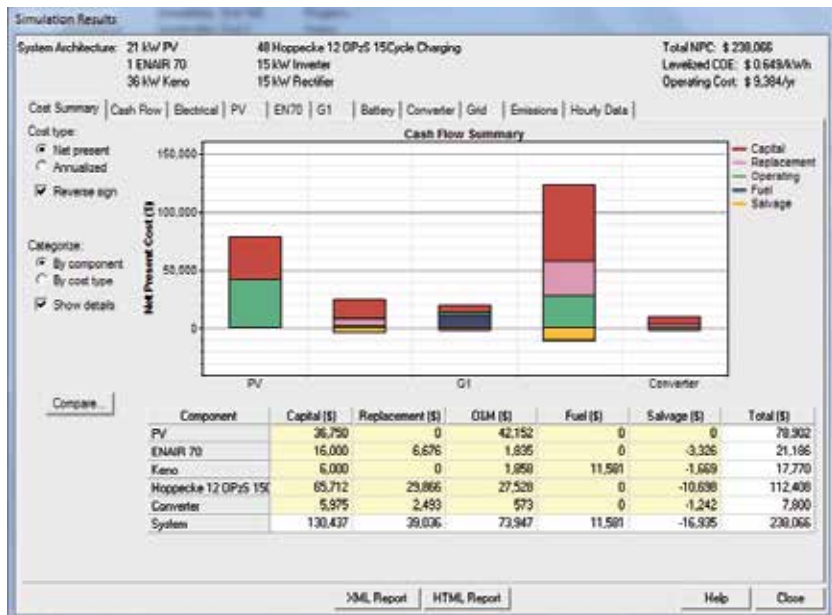 Simulation Results
System Architecture: 21 kW PV 48 Hoppecke 12 OPzS 15Cycle Charging Total NPC: $ 238,066
1 ENAIR 70 15 kW Inverter Levelized COE: $ 0.649/kWh
36 kW Keno 15 kW Rectifier Operating Cost: $ 9,384/yr
Cost Summary Cash Flow Electrical PV EN70 G1 Battery Converter Grid Emissions Hourly Data
Cost type:
Net present
Annualized
Reverse sign
Categorize:
By component
By cost type
Show details
Compare...
Cash Flow Summary
Net Present Cost ($)
150,000
100,000
50,000
0
PV G1 Converter
Capital
Replacement
Operating
Fuel
Salvage
Component Capital ($) Replacement ($) O&M ($) Fuel ($) Salvage ($) Total ($)
PV 36,750 0 42,152 0 0 78,902
ENAIR 70 16,000 6,676 1,835 0 -3,326 21,186
Keno 6,000 0 1,858 11,581 -1,669 17,770
Hoppecke 12 OPzS 150 65,712 29,866 27,528 0 -10,698 112,408
Converter 5,975 2,493 573 0 -1,242 7,800
System 130,437 39,036 73,947 11,581 -16,935 238,066
XML Report HTML Report Help Close